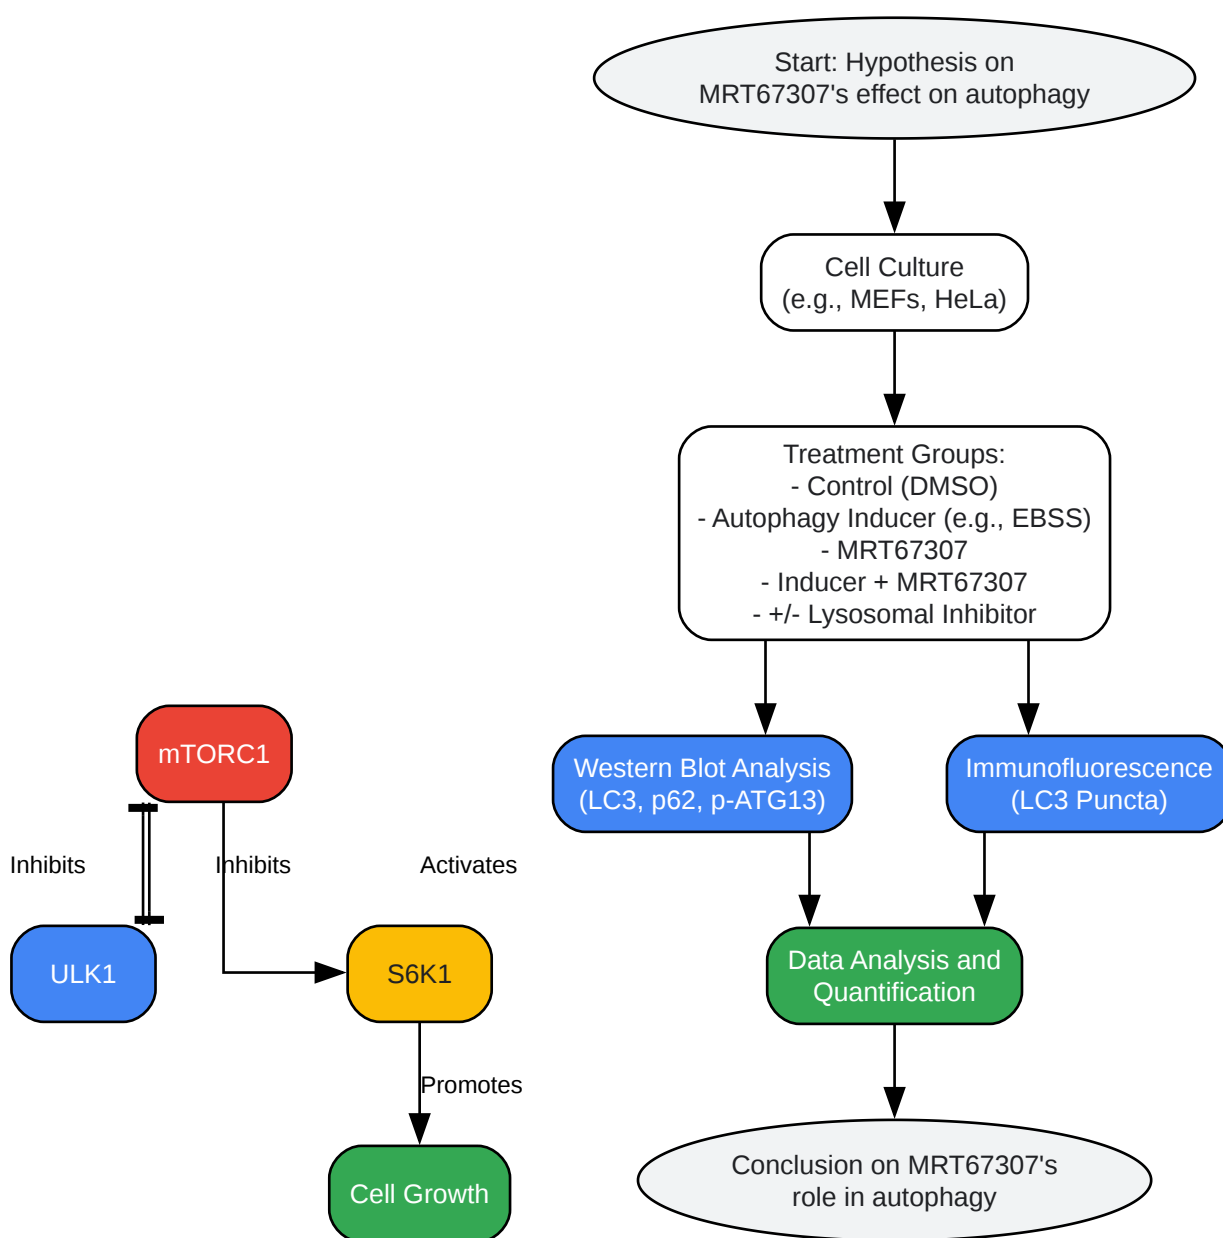 Start: Hypothesis on
MRT67307's effect on autophagy
Cell Culture
(e.g., MEFs, HeLa)
Treatment Groups:
- Control (DMSO)
- Autophagy Inducer (e.g., EBSS)
- MRT67307
- Inducer + MRT67307
- +/- Lysosomal Inhibitor
Western Blot Analysis
(LC3, p62, p-ATG13)
Immunofluorescence
(LC3 Puncta)
Data Analysis and
Quantification
Conclusion on MRT67307's
role in autophagy
mTORC1
Inhibits
Inhibits
Activates
ULK1
S6K1
Promotes
Cell Growth